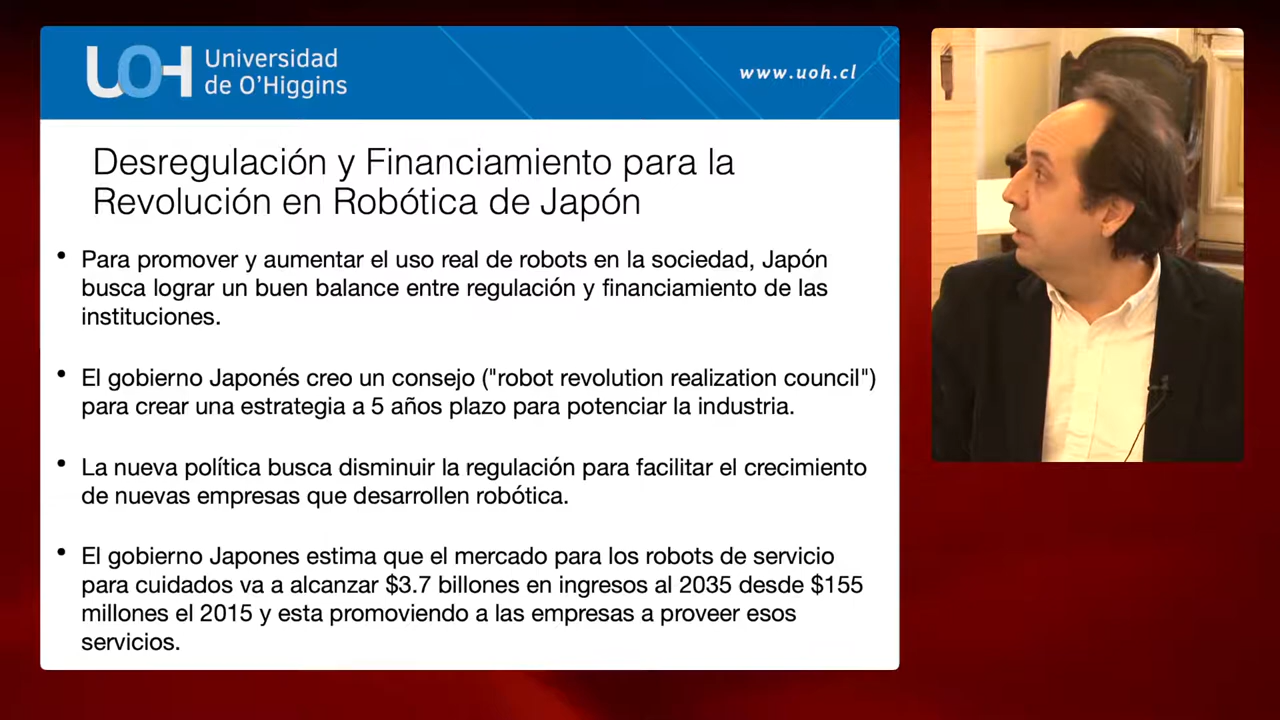 UOH Universidad
de O'Higgins
www.uoh.cl
Desregulación y Financiamiento para la
Revolución en Robótica de Japón
• Para promover y aumentar el uso real de robots en la sociedad, Japón
busca lograr un buen balance entre regulación y financiamiento de las
instituciones.
• El gobierno Japonés creo un consejo ("robot revolution realization council")
para crear una estrategia a 5 años plazo para potenciar la industria.
• La nueva política busca disminuir la regulación para facilitar el crecimiento
de nuevas empresas que desarrollen robótica.
• El gobierno Japones estima que el mercado para los robots de servicio
para cuidados va a alcanzar $3.7 billones en ingresos al 2035 desde $155
millones el 2015 y esta promoviendo a las empresas a proveer esos
servicios.